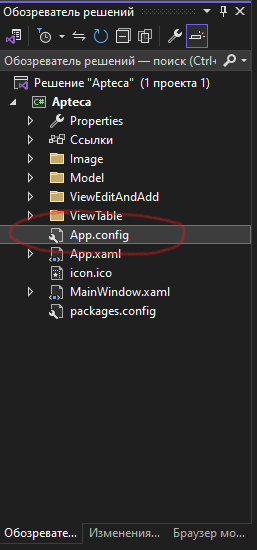 Обозреватель решений
Обозреватель решений — поиск (Ctrl+
Решение "Apteca" (1 проекта 1)
C# Apteca
Properties
Ссылки
Image
Model
ViewEditAndAdd
ViewTable
App.config
App.xaml
icon.ico
MainWindow.xaml
packages.config
Обозревате... Изменения... Браузер мо...